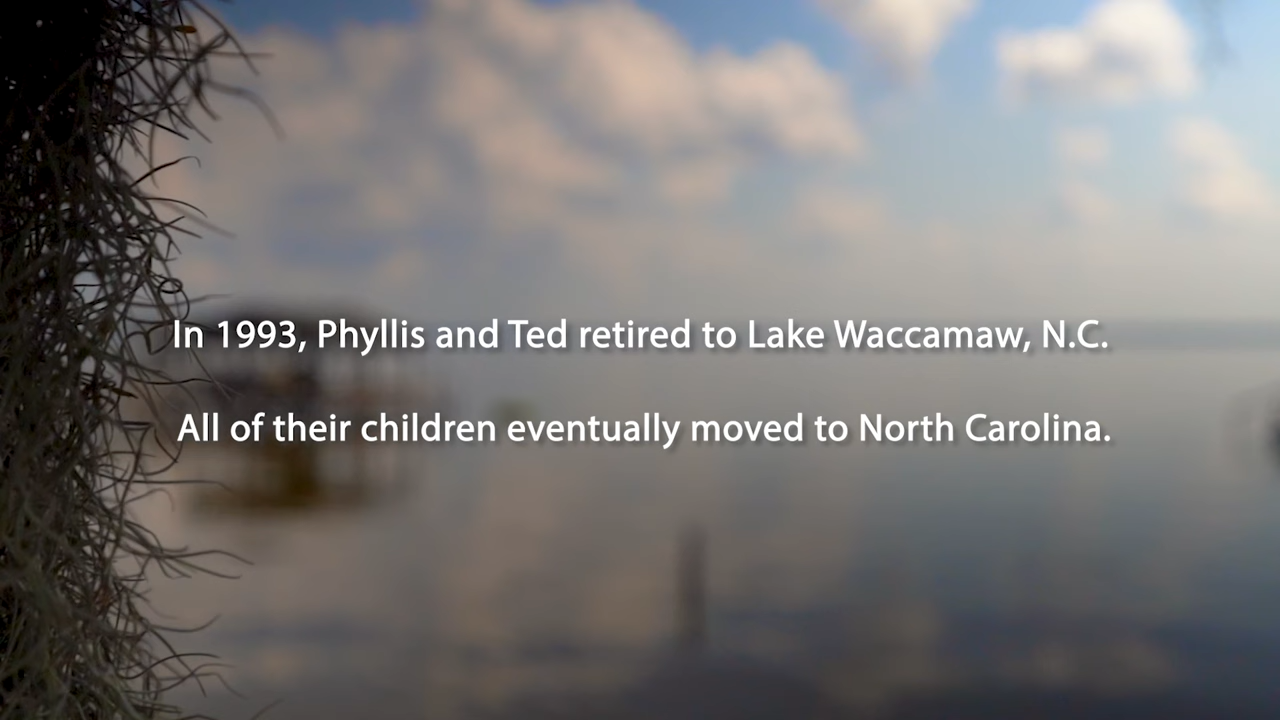 In 1993, Phyllis and Ted retired to Lake Waccamaw, N.C.
All of their children eventually moved to North Carolina.